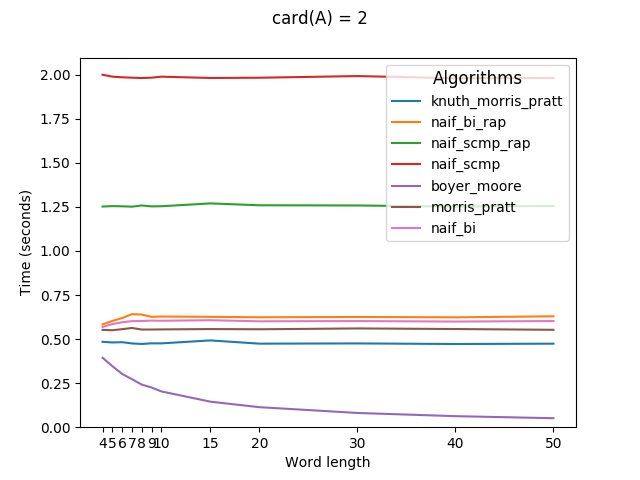 card(A) = 2
Algorithms
knuth_morris_pratt
naif_bi_rap
naif_scmp_rap
naif_scmp
boyer_moore
morris_pratt
naif_bi
Time (seconds)
2.00
1.75
1.50
1.25
1.00
0.75
0.50
0.25
0.00
4 5 6 7 8 9 10 15 20 30 40 50
Word length